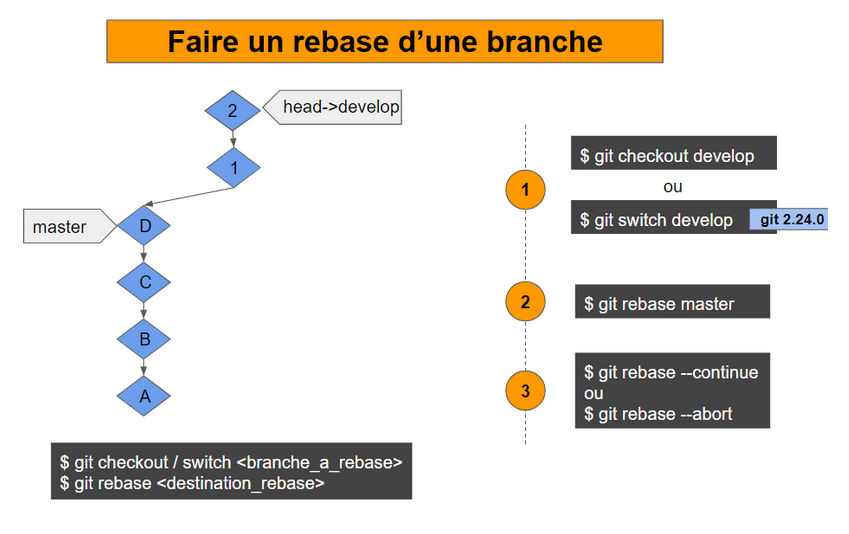 Faire un rebase d'une branche
2
head->develop
1
master
D
C
B
A
$ git checkout / switch <branche_a_rebase>
$ git rebase <destination_rebase>
1
$ git checkout develop
ou
$ git switch develop
git 2.24.0
2
$ git rebase master
3
$ git rebase --continue
ou
$ git rebase --abort